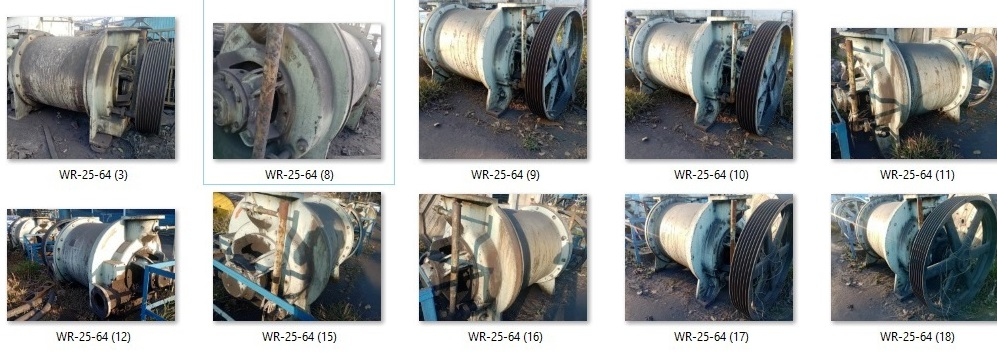 WR-25-64 (3)
WR-25-64 (8)
WR-25-64 (9)
WR-25-64 (10)
WR-25-64 (11)
WR-25-64 (12)
WR-25-64 (15)
WR-25-64 (16)
WR-25-64 (17)
WR-25-64 (18)